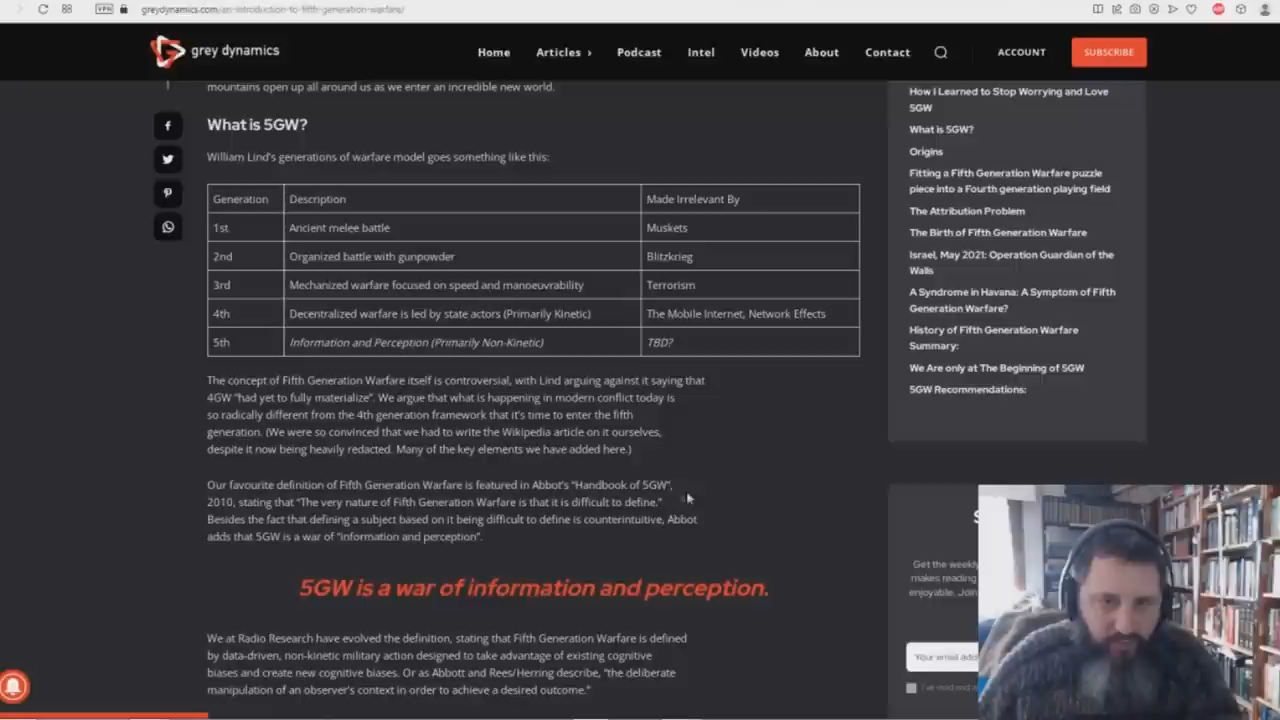 VPN greydynamics.com/an-introduction-to-fifth-generation-warfare/
grey dynamics
Home Articles › Podcast Intel Videos About Contact ACCOUNT SUBSCRIBE
mountains open up all around us as we enter an incredible new world.
What is 5GW?
William Lind's generations of warfare model goes something like this:
Generation Description Made Irrelevant By
1st Ancient melee battle Muskets
2nd Organized battle with gunpowder Blitzkrieg
3rd Mechanized warfare focused on speed and manoeuvrability Terrorism
4th Decentralized warfare is led by state actors (Primarily Kinetic) The Mobile Internet, Network Effects
5th Information and Perception (Primarily Non-Kinetic) TBD?
The concept of Fifth Generation Warfare itself is controversial, with Lind arguing against it saying that
4GW "had yet to fully materialize". We argue that what is happening in modern conflict today is
so radically different from the 4th generation framework that it's time to enter the fifth
generation. (We were so convinced that we had to write the Wikipedia article on it ourselves,
despite it now being heavily redacted. Many of the key elements we have added here.)
Our favourite definition of Fifth Generation Warfare is featured in Abbot's "Handbook of 5GW",
2010, stating that "The very nature of Fifth Generation Warfare is that it is difficult to define."
Besides the fact that defining a subject based on it being difficult to define is counterintuitive, Abbot
adds that 5GW is a war of "information and perception".
5GW is a war of information and perception.
We at Radio Research have evolved the definition, stating that Fifth Generation Warfare is defined
by data-driven, non-kinetic military action designed to take advantage of existing cognitive
biases and create new cognitive biases. Or as Abbott and Rees/Herring describe, "the deliberate
manipulation of an observer's context in order to achieve a desired outcome."
How I Learned to Stop Worrying and Love
5GW
What is 5GW?
Origins
Fitting a Fifth Generation Warfare puzzle
piece into a Fourth generation playing field
The Attribution Problem
The Birth of Fifth Generation Warfare
Israel, May 2021: Operation Guardian of the
Walls
A Syndrome in Havana: A Symptom of Fifth
Generation Warfare?
History of Fifth Generation Warfare
Summary:
We Are only at The Beginning of 5GW
5GW Recommendations:
S
Get the weekly
makes reading
enjoyable. Join
Your email add
I've read and a